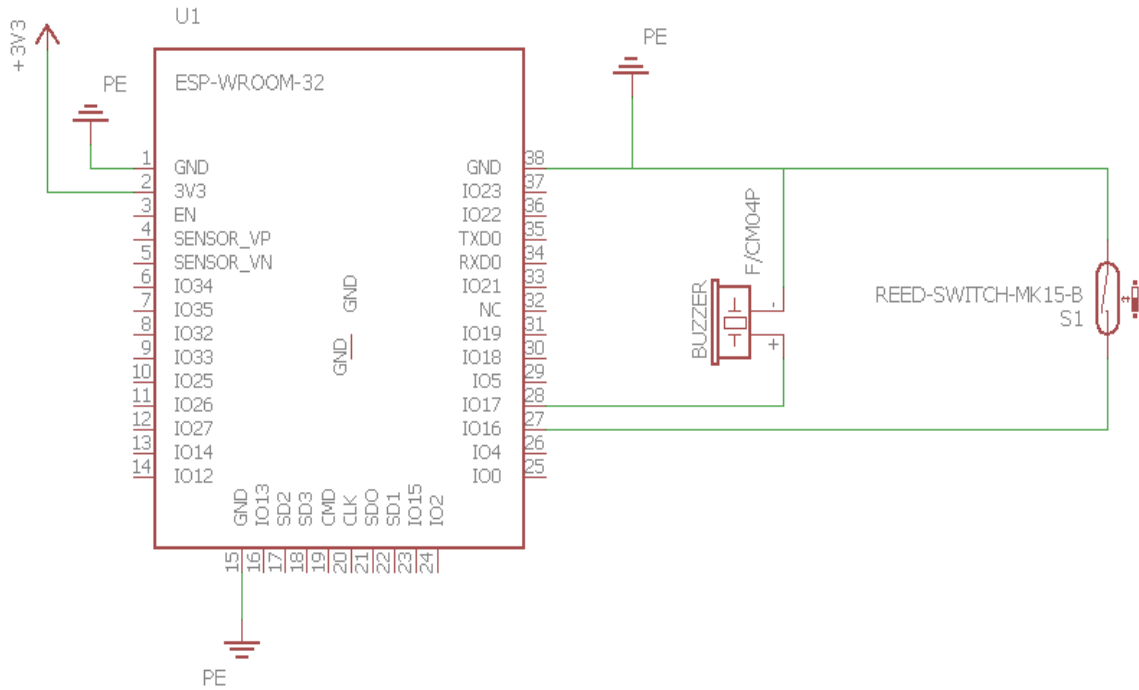 U1
+3V3
PE
PE
ESP-WROOM-32
1 GND
2 3V3
3 EN
4 SENSOR_VP
5 SENSOR_VN
6 IO34
7 IO35
8 IO32
9 IO33
10 IO25
11 IO26
12 IO27
13 IO14
14 IO12
GND
GND
GND 38
IO23 37
IO22 36
TXD0 35
RXD0 34
IO21 33
NC 32
IO19 31
IO18 30
IO5 29
IO17 28
IO16 27
IO4 26
IO0 25
GND 15
IO13 16
SD2 17
SD3 18
CMD 19
CLK 20
SDO 21
SD1 22
IO15 23
IO2 24
PE
BUZZER
F/CM04P
-
+
REED-SWITCH-MK15-B
S1